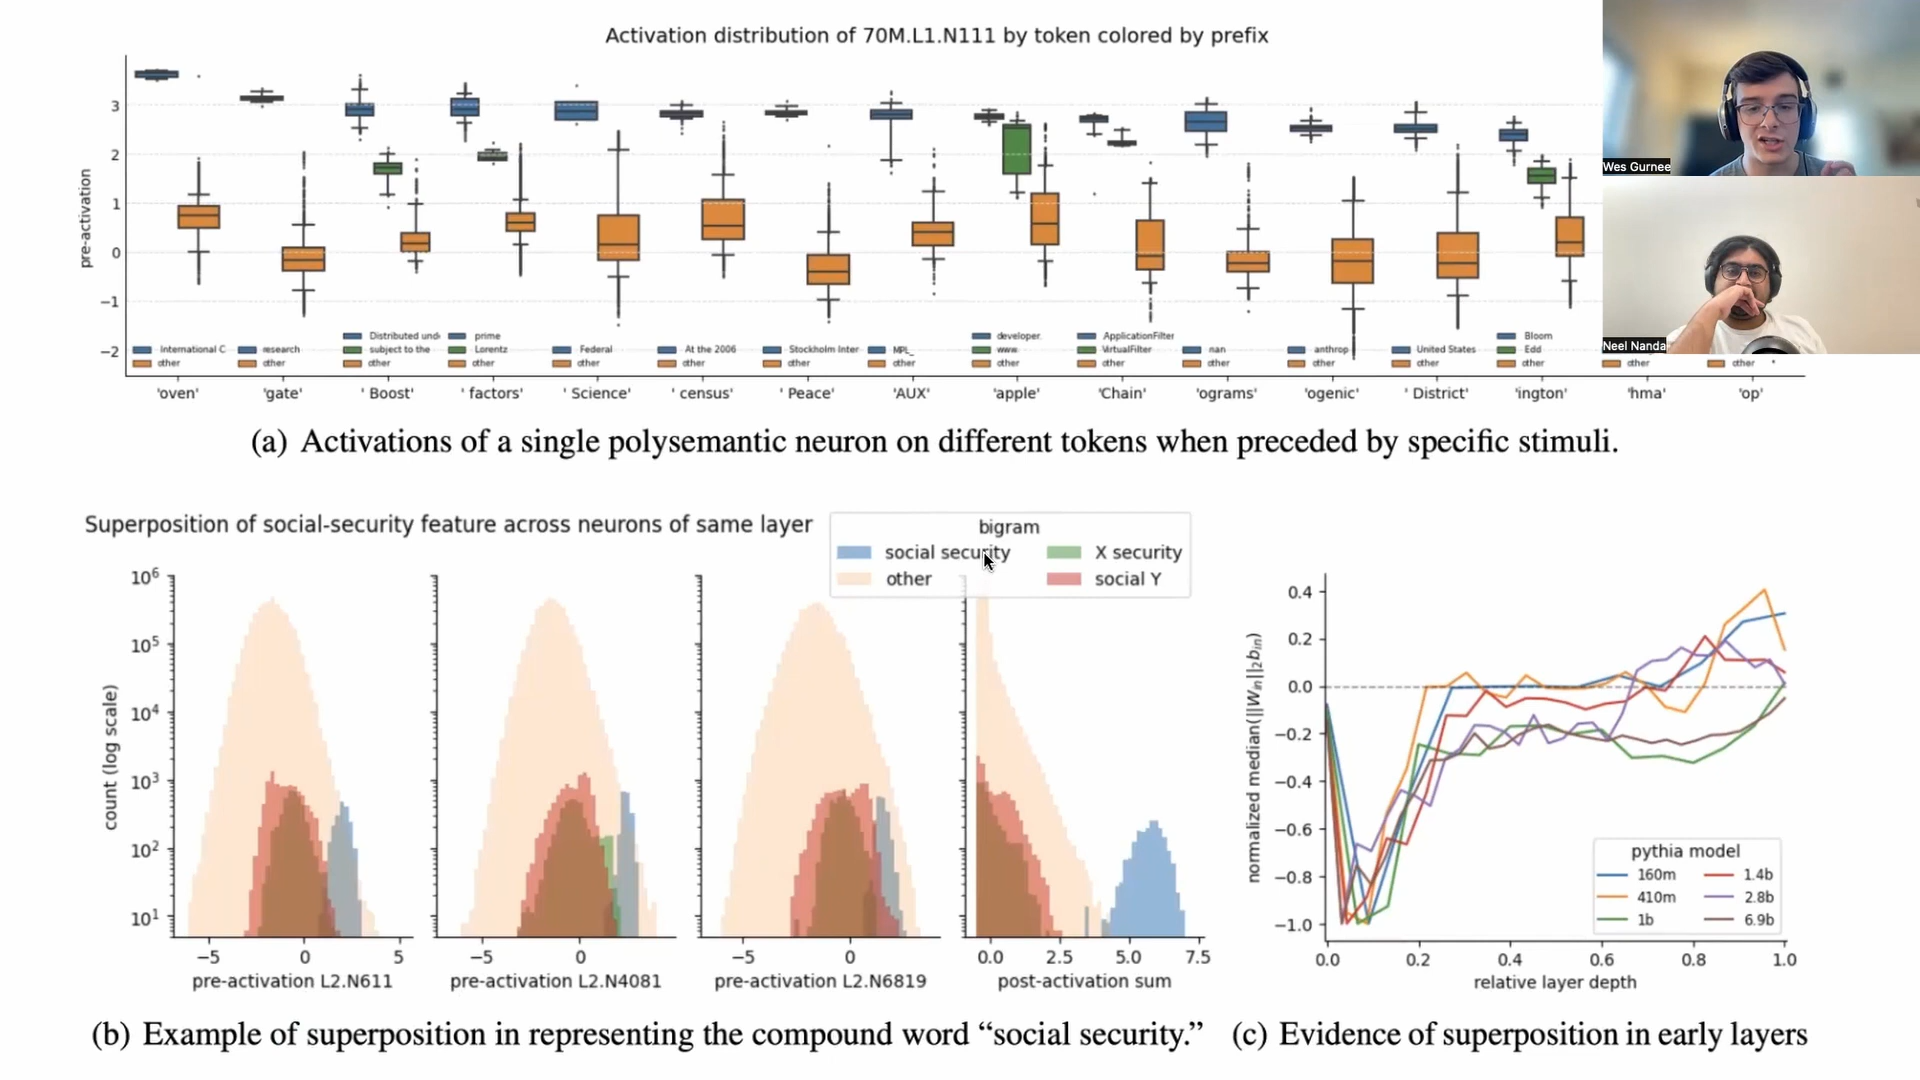 Activation distribution of 70M.L1.N111 by token colored by prefix
Wes Gurnee
Neel Nanda
pre-activation
3
2
1
0
−1
−2
International C
other
research
other
Distributed und
subject to the
other
prime
Lorentz
other
Federal
other
At the 2006
other
Stockholm Inter
other
MPL_
other
developer.
www.
other
ApplicationFilter
VirtualFilter
other
nan
other
anthrop
other
United States
other
Bloom
Edd
other
other
other
'oven' 'gate' ' Boost' ' factors' ' Science' ' census' ' Peace' 'AUX' 'apple' 'Chain' 'ograms' 'ogenic' ' District' 'ington' 'hma' 'op'
(a) Activations of a single polysemantic neuron on different tokens when preceded by specific stimuli.
Superposition of social-security feature across neurons of same layer
bigram
social security X security
other social Y
count (log scale)
10⁶
10⁵
10⁴
10³
10²
10¹
−5 0 5
−5 0
−5 0
0.0 2.5 5.0 7.5
pre-activation L2.N611
pre-activation L2.N4081
pre-activation L2.N6819
post-activation sum
normalized median(||W_in||₂b_in)
0.4
0.2
0.0
−0.2
−0.4
−0.6
−0.8
−1.0
pythia model
160m 1.4b
410m 2.8b
1b 6.9b
0.0 0.2 0.4 0.6 0.8 1.0
relative layer depth
(b) Example of superposition in representing the compound word “social security.”
(c) Evidence of superposition in early layers